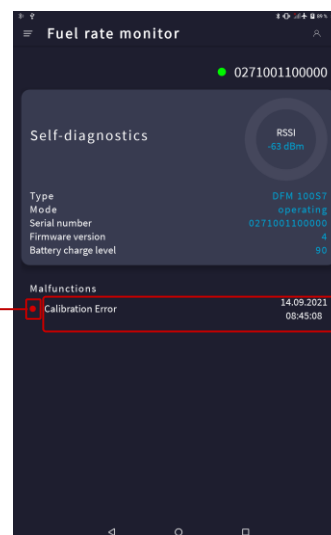 Fuel rate monitor
0271001100000
Self-diagnostics
RSSI
-63 dBm
Type DFM 100S7
Mode operating
Serial number 0271001100000
Firmware version 4
Battery charge level 90
Malfunctions
Calibration Error 14.09.2021
08:45:08